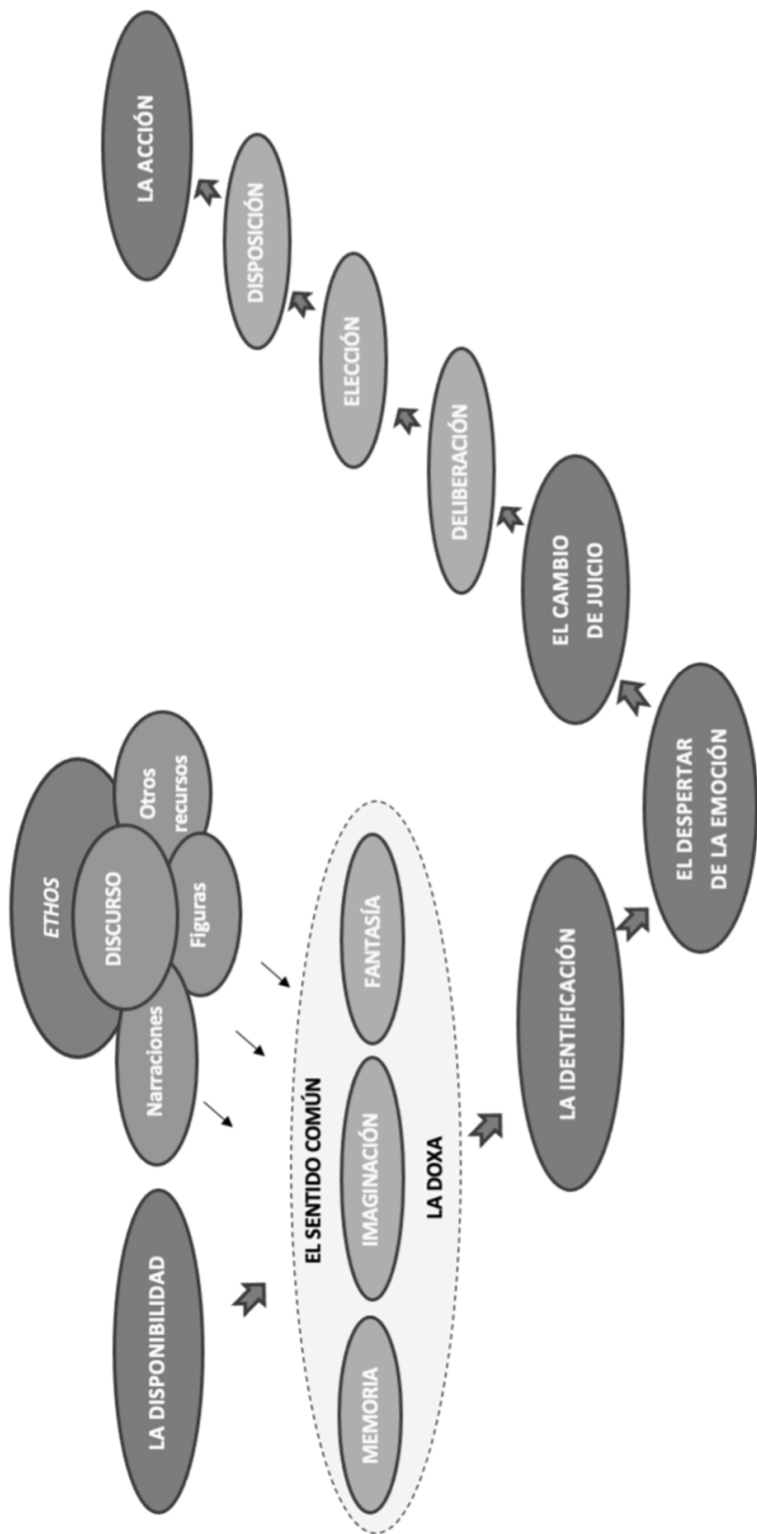 LA DISPONIBILIDAD
ETHOS
DISCURSO
Narraciones
Figuras
Otros
recursos
EL SENTIDO COMÚN
MEMORIA
IMAGINACIÓN
FANTASÍA
LA DOXA
LA IDENTIFICACIÓN
EL DESPERTAR
DE LA EMOCIÓN
EL CAMBIO
DE JUICIO
DELIBERACIÓN
ELECCIÓN
DISPOSICIÓN
LA ACCIÓN